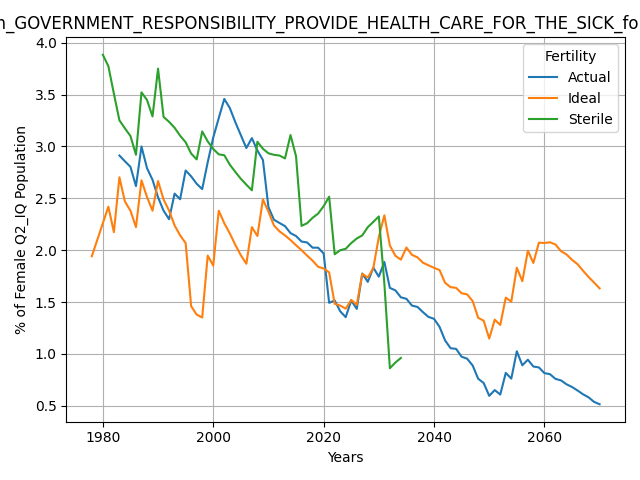 n_GOVERNMENT_RESPONSIBILITY_PROVIDE_HEALTH_CARE_FOR_THE_SICK_fo
4.0
3.5
3.0
2.5
2.0
1.5
1.0
0.5
% of Female Q2_IQ Population
Fertility
Actual
Ideal
Sterile
1980
2000
2020
2040
2060
Years